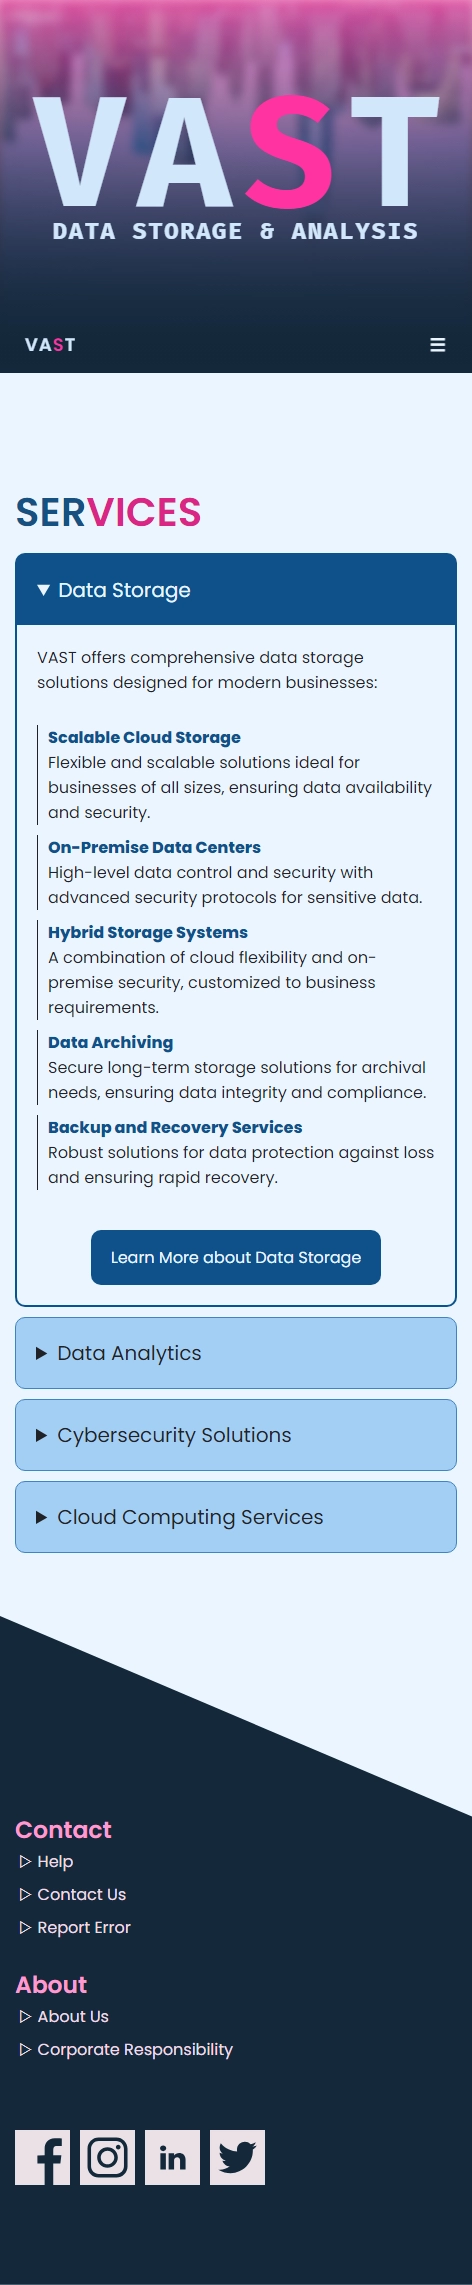 VAST
DATA STORAGE & ANALYSIS
VAST
SERVICES
Data Storage
VAST offers comprehensive data storage
solutions designed for modern businesses:
Scalable Cloud Storage
Flexible and scalable solutions ideal for
businesses of all sizes, ensuring data availability
and security.
On-Premise Data Centers
High-level data control and security with
advanced security protocols for sensitive data.
Hybrid Storage Systems
A combination of cloud flexibility and on-
premise security, customized to business
requirements.
Data Archiving
Secure long-term storage solutions for archival
needs, ensuring data integrity and compliance.
Backup and Recovery Services
Robust solutions for data protection against loss
and ensuring rapid recovery.
Learn More about Data Storage
Data Analytics
Cybersecurity Solutions
Cloud Computing Services
Contact
Help
Contact Us
Report Error
About
About Us
Corporate Responsibility